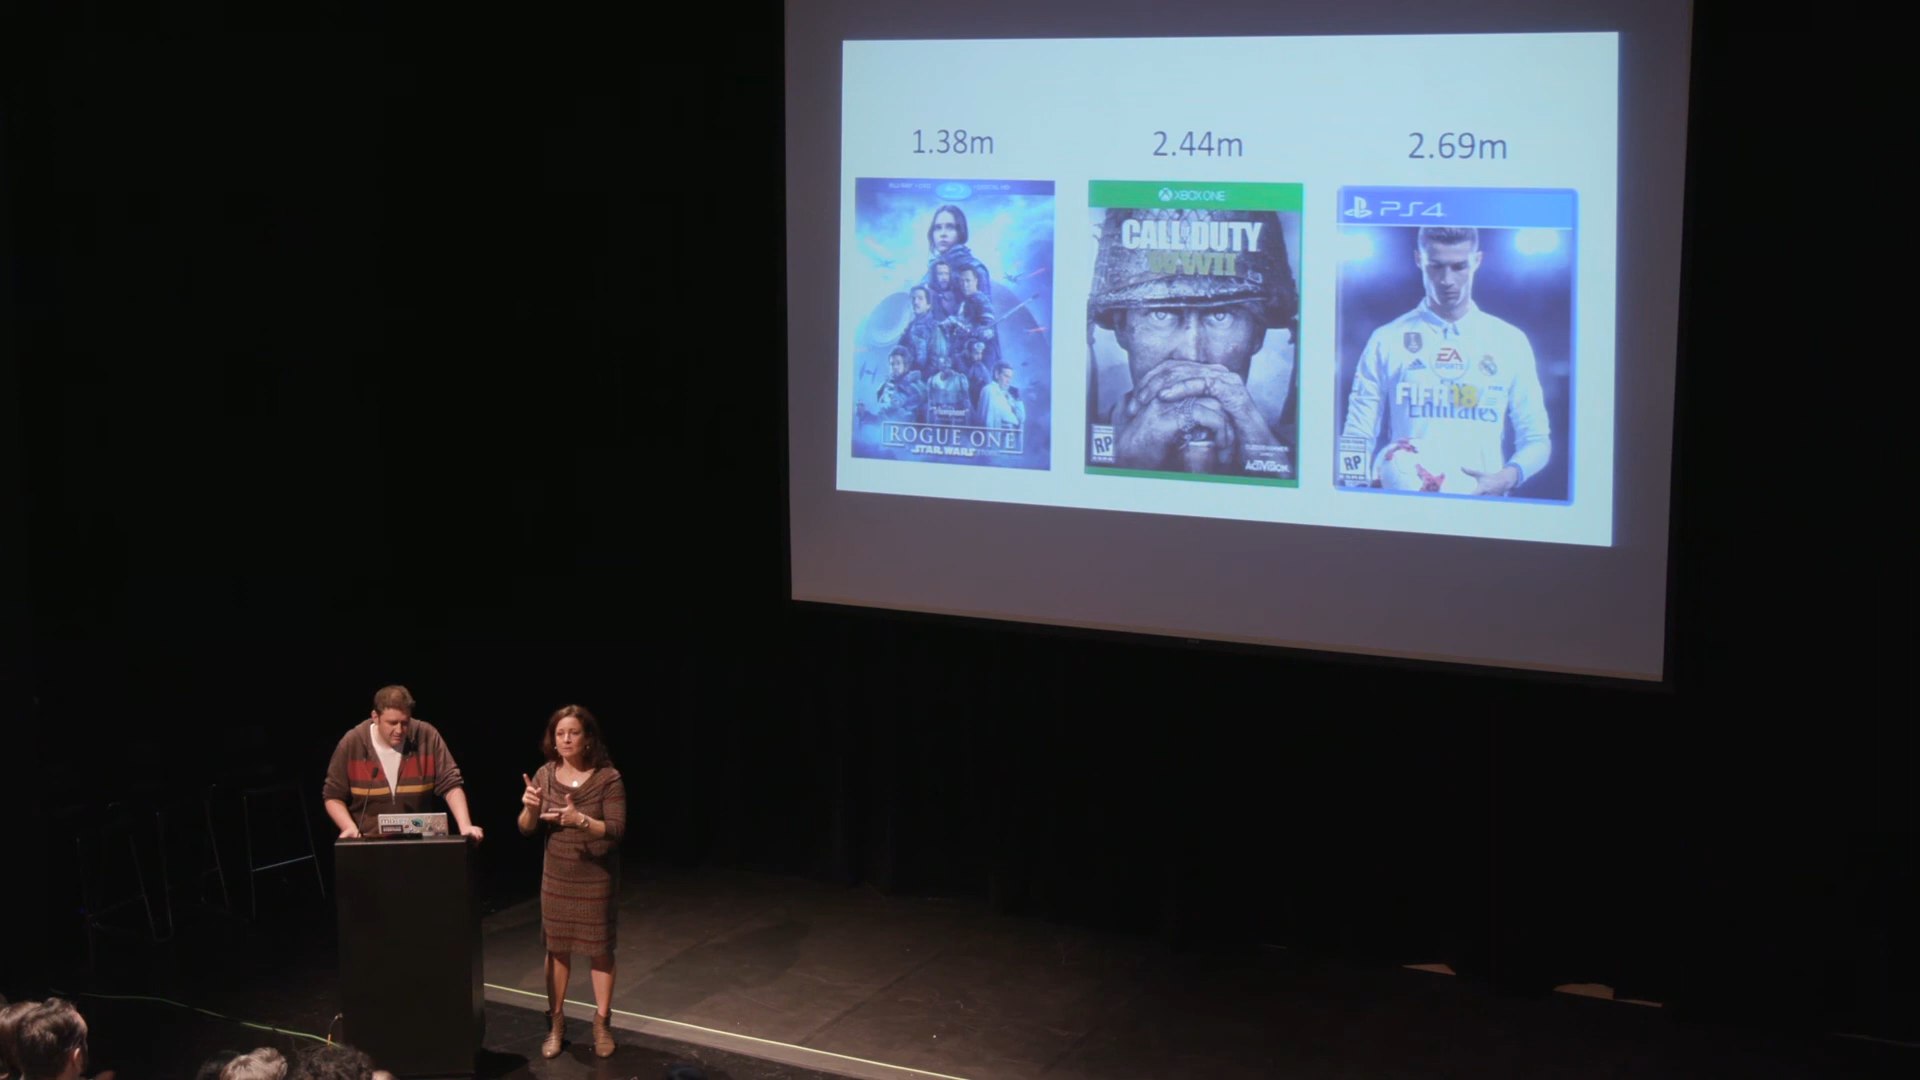 1.38m
2.44m
2.69m
ROGUE ONE
STAR WARS
XBOX ONE
CALL OF DUTY
WWII
RP
ACTIVISION
PS4
EA
SPORTS
FIFA 18
Emirates
RP